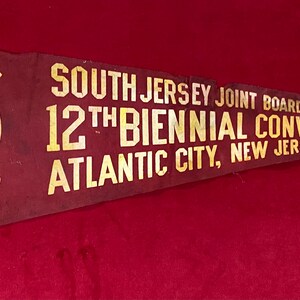 SOUTH JERSEY JOINT BOARD
12TH BIENNIAL CONV
ATLANTIC CITY, NEW JER